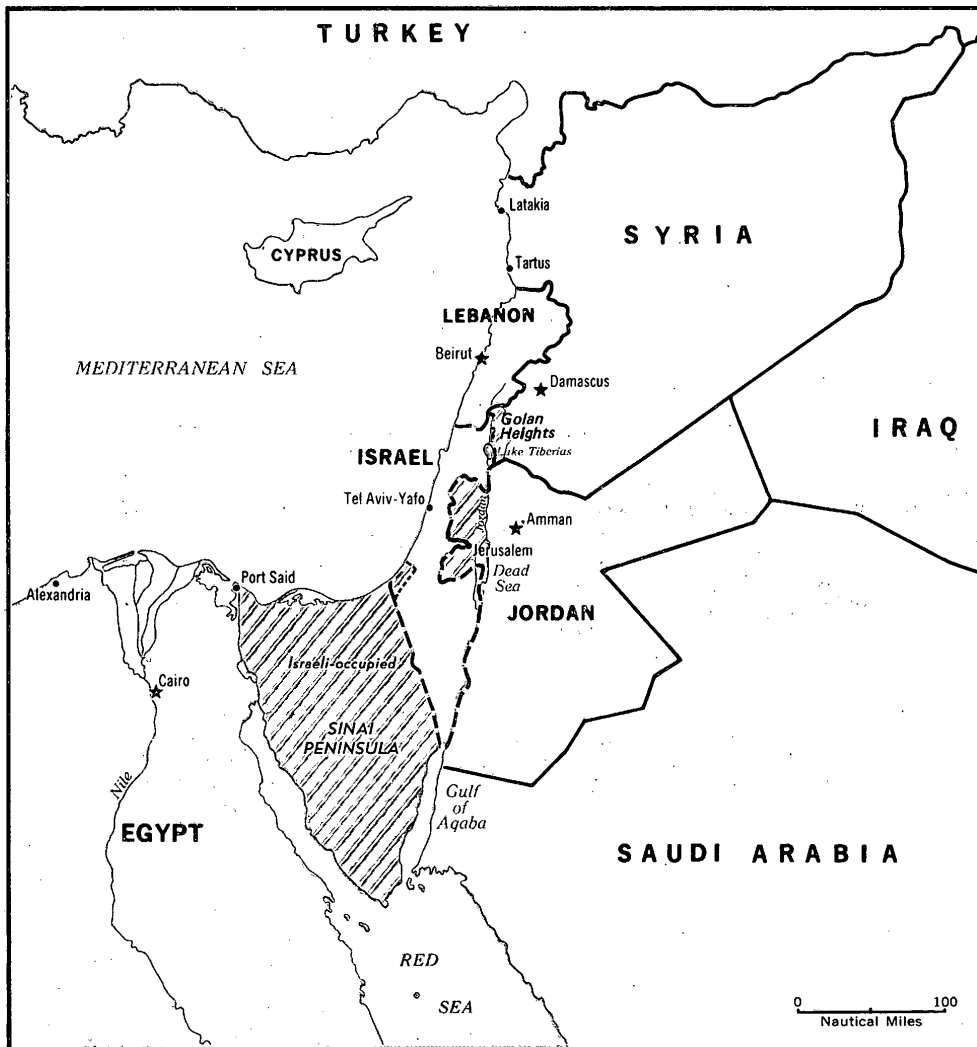 TURKEY
Latakia
SYRIA
CYPRUS
Tartus
LEBANON
Beirut
MEDITERRANEAN SEA
Damascus
Golan
Heights
IRAQ
ISRAEL
Lake Tiberias
Tel Aviv-Yafo
Amman
Jerusalem
Dead
Sea
Port Said
Alexandria
JORDAN
Israeli-occupied
Cairo
SINAI
PENINSULA
Nile
Gulf
of
Aqaba
EGYPT
SAUDI ARABIA
RED
SEA
0 100
Nautical Miles